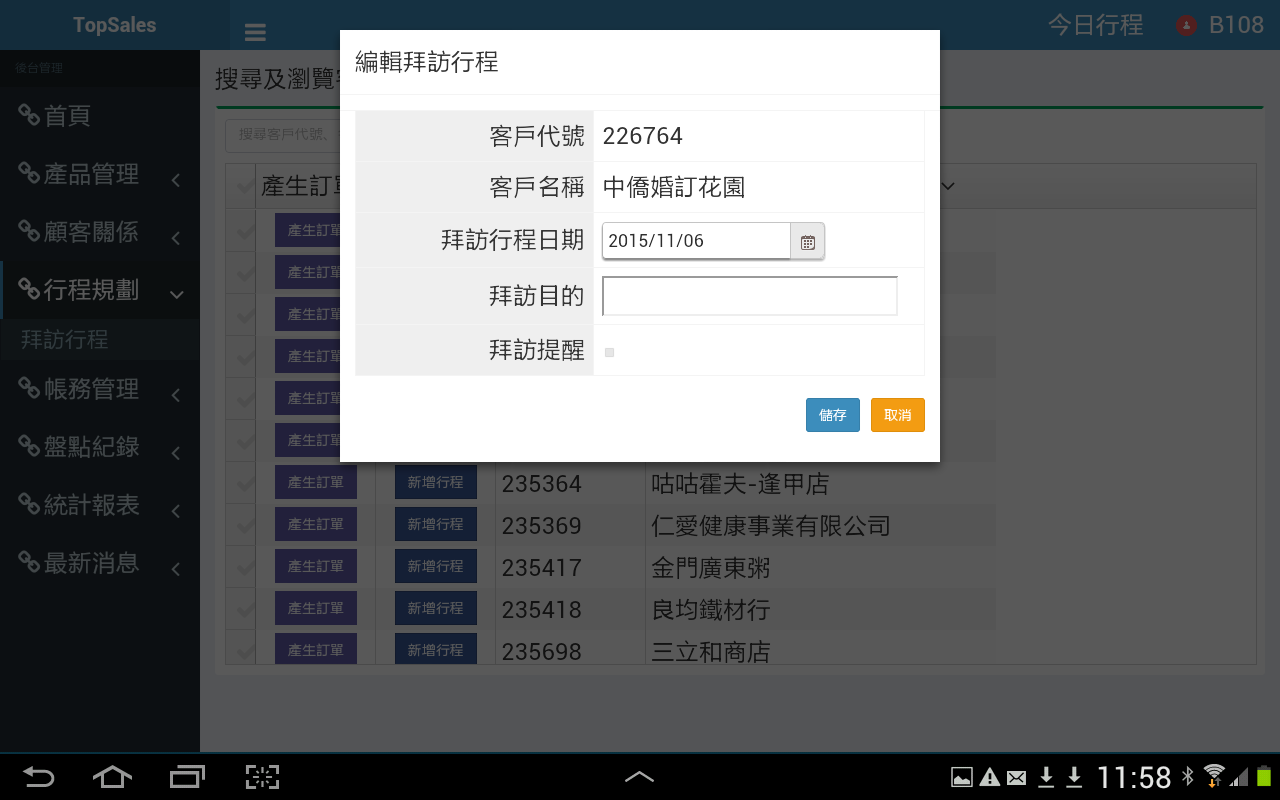 TopSales
今日行程
B108
編輯拜訪行程
後台管理
搜尋及瀏覽
首頁
搜尋客戶代號、
客戶代號 226764
產品管理
產生訂
客戶名稱 中僑婚訂花園
顧客關係
產生訂單
拜訪行程日期 2015/11/06
產生訂單
行程規劃
拜訪目的
產生訂單
拜訪行程
拜訪提醒
產生訂單
帳務管理
產生訂單
儲存 取消
盤點紀錄
產生訂單
產生訂單 新增行程 235364 咕咕霍夫-逢甲店
統計報表
產生訂單 新增行程 235369 仁愛健康事業有限公司
最新消息
產生訂單 新增行程 235417 金門廣東粥
產生訂單 新增行程 235418 良均鐵材行
產生訂單 新增行程 235698 三立和商店
11:58